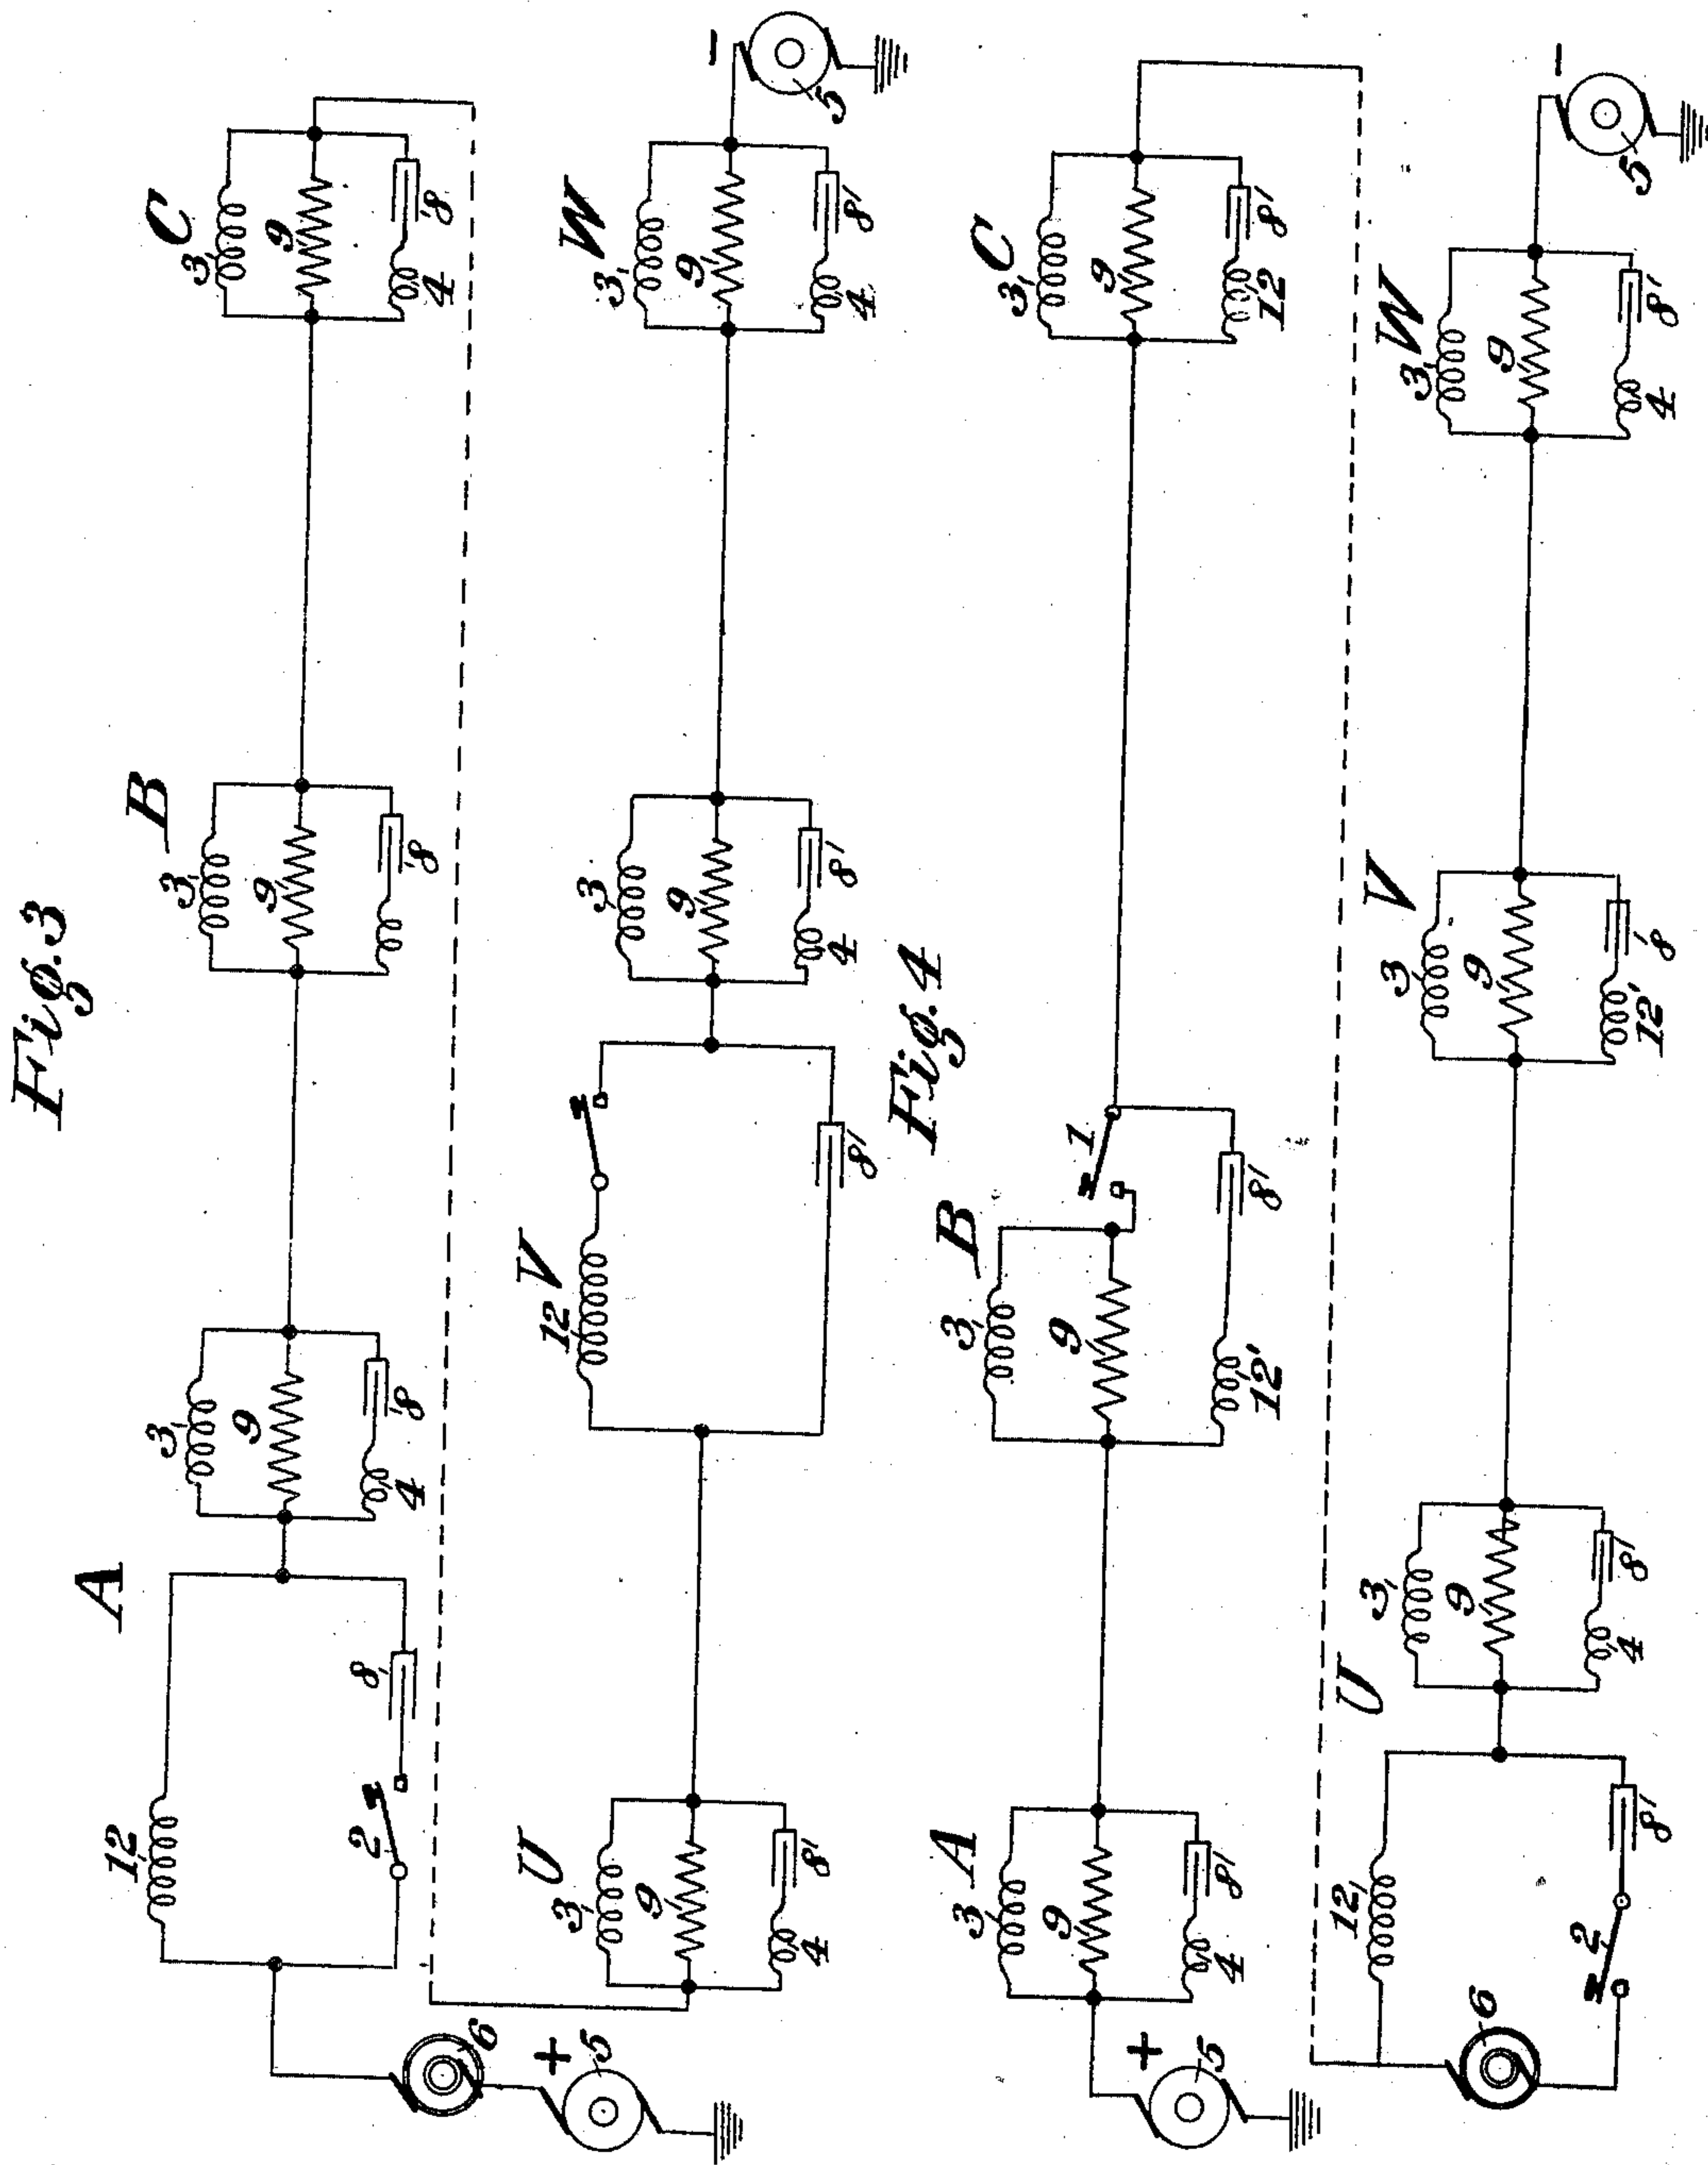 Fig. 3
A B C
12 3 3 3
9 9 9
2 8 4 8' 8' 4 8'
6
+
5
U V W
3 12 3 3 −
9 9 9 5
4 8' 8' 4 8' 4 8'
Fig. 4
A B C
3 3 1 3
9 9 9
+ 4 8' 12' 8' 12 8'
5
U V W
12 3 3 3 −
9 9 9 5
6 2 8' 4 8' 12' 8' 4 8'